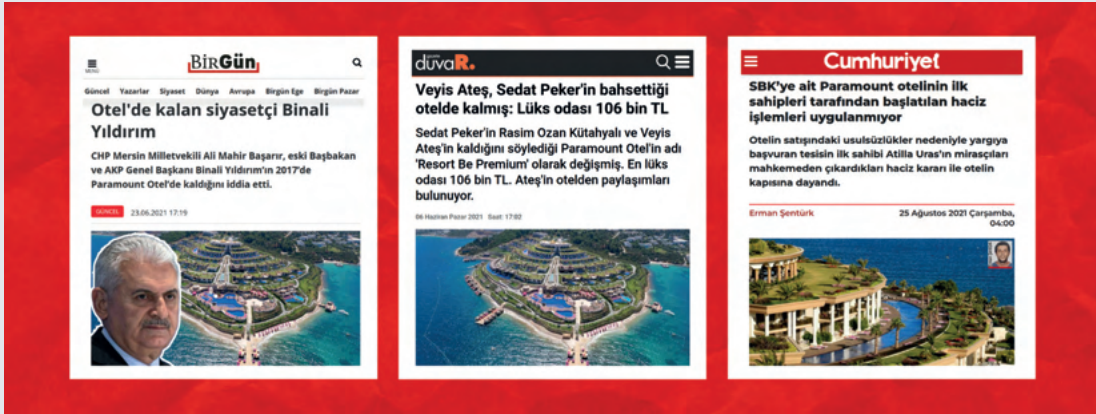 MENU
BirGün
Güncel Yazarlar Siyaset Dünya Avrupa Birgün Ege Birgün Pazar
Otel'de kalan siyasetçi Binali
Yıldırım
CHP Mersin Milletvekili Ali Mahir Başarır, eski Başbakan
ve AKP Genel Başkanı Binali Yıldırım'ın 2017'de
Paramount Otel'de kaldığını iddia etti.
GÜNCEL 23.06.2021 17:19
duvaR.
Veyis Ateş, Sedat Peker'in bahsettiği
otelde kalmış: Lüks odası 106 bin TL
Sedat Peker'in Rasim Ozan Kütahyalı ve Veyis
Ateş'in kaldığını söylediği Paramount Otel'in adı
'Resort Be Premium' olarak değişmiş. En lüks
odası 106 bin TL. Ateş'in otelden paylaşımları
bulunuyor.
06 Haziran Pazar 2021 Saat: 17:02
Cumhuriyet
SBK'ye ait Paramount otelinin ilk
sahipleri tarafından başlatılan haciz
işlemleri uygulanmıyor
Otelin satışındaki usulsüzlükler nedeniyle yargıya
başvuran tesisin ilk sahibi Atilla Uras'ın mirasçıları
mahkemeden çıkardıkları haciz kararı ile otelin
kapısına dayandı.
Erman Şentürk 25 Ağustos 2021 Çarşamba,
04:00